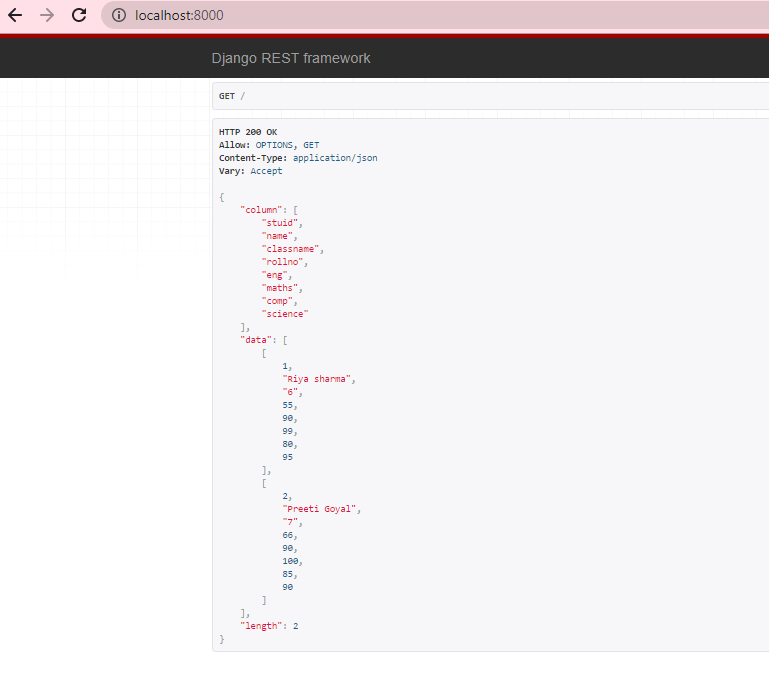 localhost:8000
Django REST framework
GET /
HTTP 200 OK
Allow: OPTIONS, GET
Content-Type: application/json
Vary: Accept
{
    "column": [
        "stuid",
        "name",
        "classname",
        "rollno",
        "eng",
        "maths",
        "comp",
        "science"
    ],
    "data": [
        [
            1,
            "Riya sharma",
            "6",
            55,
            90,
            99,
            80,
            95
        ],
        [
            2,
            "Preeti Goyal",
            "7",
            66,
            90,
            100,
            85,
            90
        ]
    ],
    "length": 2
}